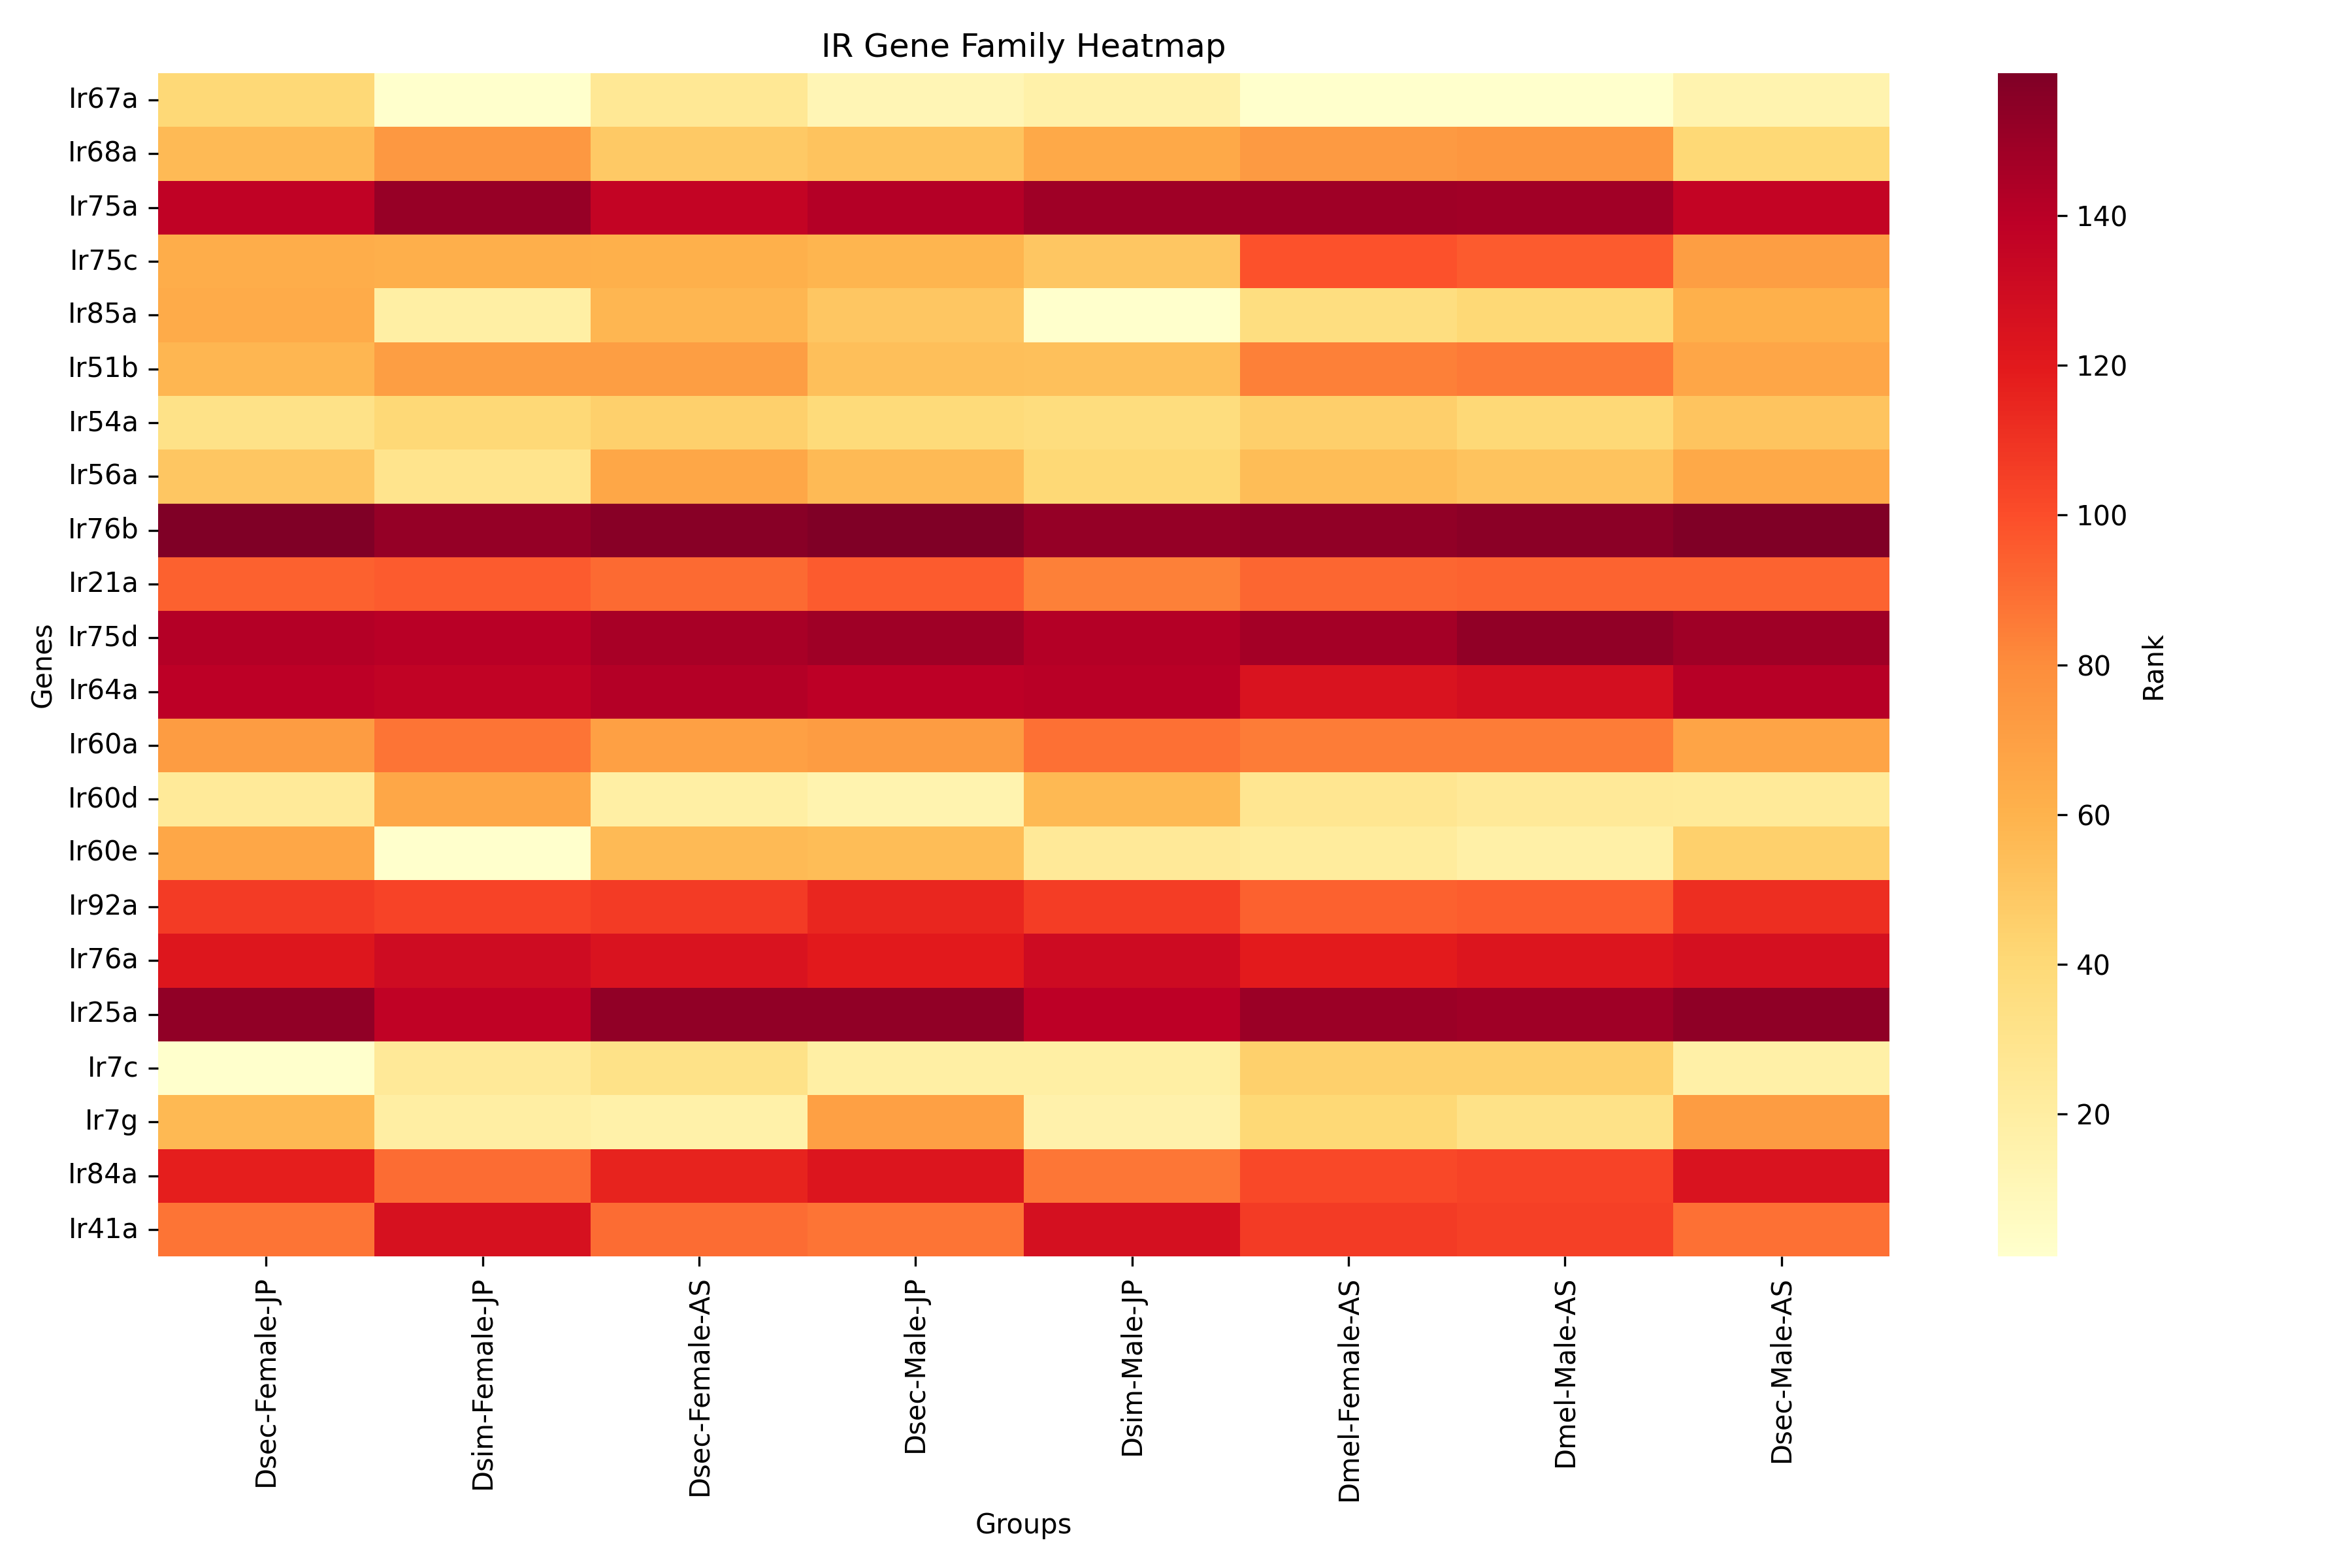 IR Gene Family Heatmap
Ir67a
Ir68a
Ir75a
Ir75c
Ir85a
Ir51b
Ir54a
Ir56a
Ir76b
Ir21a
Ir75d
Ir64a
Ir60a
Ir60d
Ir60e
Ir92a
Ir76a
Ir25a
Ir7c
Ir7g
Ir84a
Ir41a
Genes
Dsec-Female-JP
Dsim-Female-JP
Dsec-Female-AS
Dsec-Male-JP
Dsim-Male-JP
Dmel-Female-AS
Dmel-Male-AS
Dsec-Male-AS
Groups
140
120
100
80
60
40
20
Rank